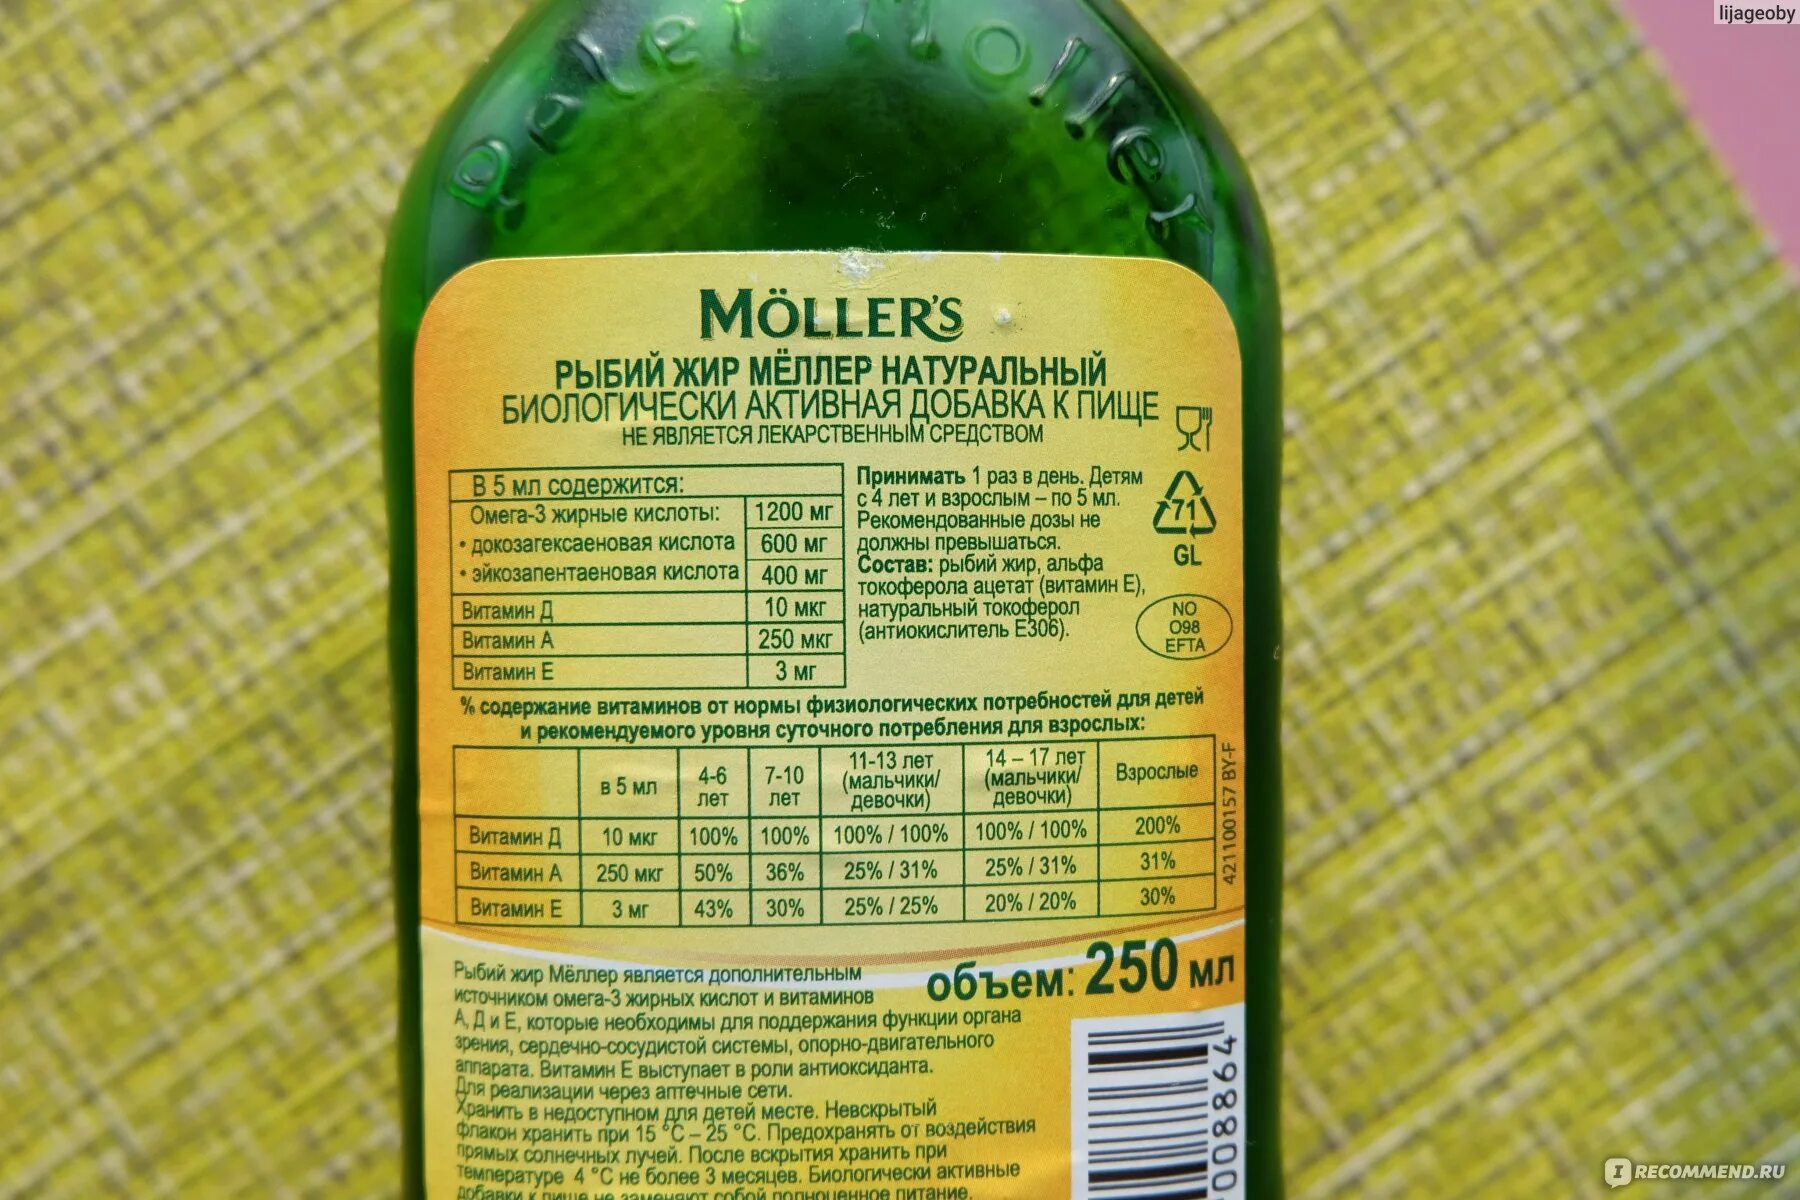 lijageoby
Peter Möller
MÖLLER'S
РЫБИЙ ЖИР МЁЛЛЕР НАТУРАЛЬНЫЙ
БИОЛОГИЧЕСКИ АКТИВНАЯ ДОБАВКА К ПИЩЕ
НЕ ЯВЛЯЕТСЯ ЛЕКАРСТВЕННЫМ СРЕДСТВОМ
В 5 мл содержится:
Омега-3 жирные кислоты: 1200 мг
• докозагексаеновая кислота 600 мг
• эйкозапентаеновая кислота 400 мг
Витамин Д 10 мкг
Витамин А 250 мкг
Витамин Е 3 мг
Принимать 1 раз в день. Детям
с 4 лет и взрослым – по 5 мл.
Рекомендованные дозы не
должны превышаться.
Состав: рыбий жир, альфа
токоферола ацетат (витамин Е),
натуральный токоферол
(антиокислитель Е306).
71
GL
NO
O98
EFTA
% содержание витаминов от нормы физиологических потребностей для детей
и рекомендуемого уровня суточного потребления для взрослых:
в 5 мл 4-6 лет 7-10 лет 11-13 лет (мальчики/девочки) 14 – 17 лет (мальчики/девочки) Взрослые
Витамин Д 10 мкг 100% 100% 100% / 100% 100% / 100% 200%
Витамин А 250 мкг 50% 36% 25% / 31% 25% / 31% 31%
Витамин Е 3 мг 43% 30% 25% / 25% 20% / 20% 30%
421100157 BY-F
Рыбий жир Мёллер является дополнительным
источником омега-3 жирных кислот и витаминов
А, Д и Е, которые необходимы для поддержания функции органа
зрения, сердечно-сосудистой системы, опорно-двигательного
аппарата. Витамин Е выступает в роли антиоксиданта.
Для реализации через аптечные сети.
Хранить в недоступном для детей месте. Невскрытый
флакон хранить при 15 °С – 25 °С. Предохранять от воздействия
прямых солнечных лучей. После вскрытия хранить при
температуре 4 °С не более 3 месяцев. Биологически активные
добавки к пище не заменяют собой полноценное питание.
объем: 250 мл
0088864
IRECOMMEND.RU